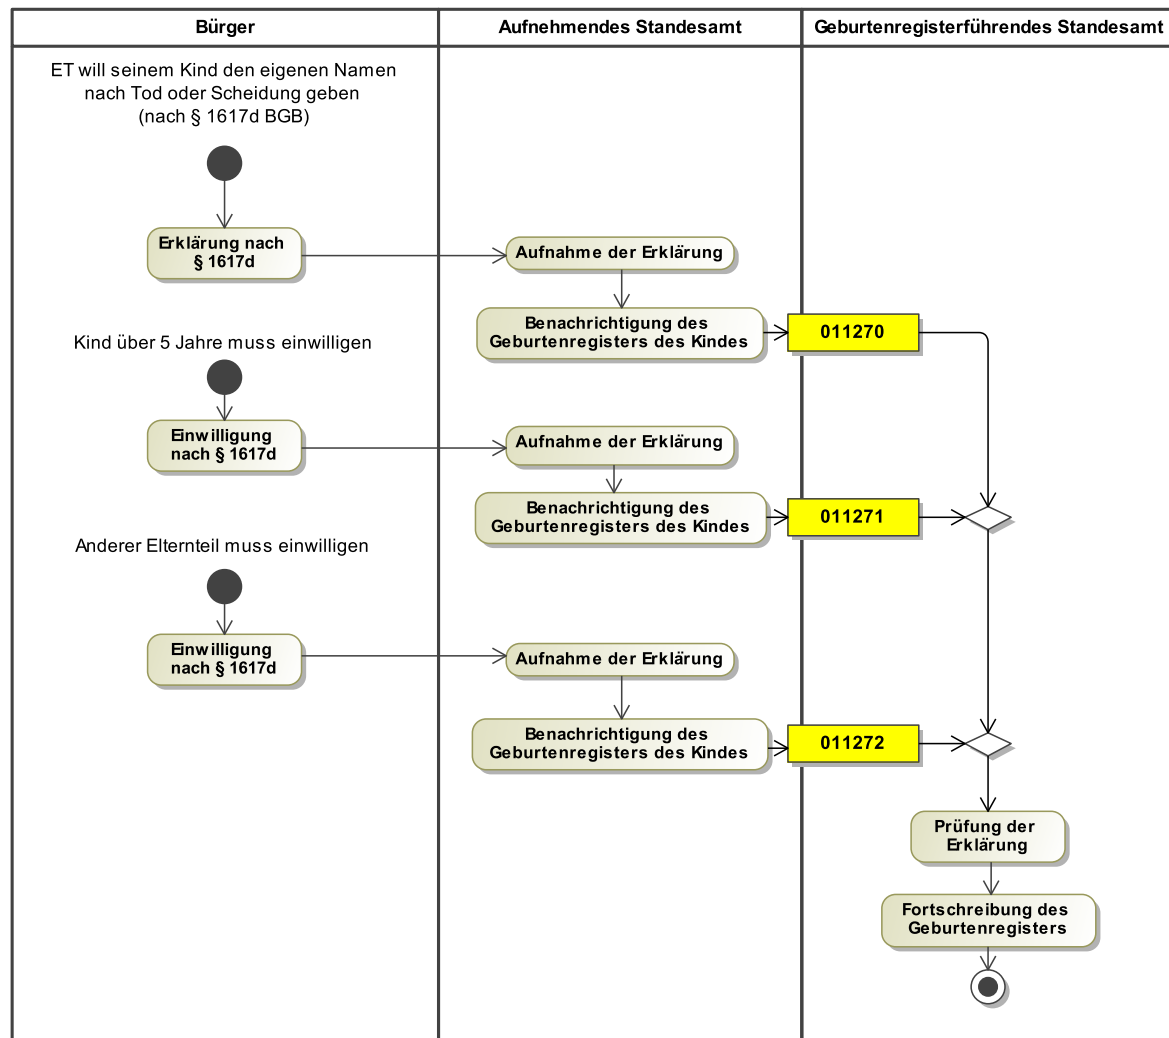 Bürger
Aufnehmendes Standesamt
Geburtenregisterführendes Standesamt
ET will seinem Kind den eigenen Namen
nach Tod oder Scheidung geben
(nach § 1617d BGB)
Erklärung nach
§ 1617d
Aufnahme der Erklärung
Benachrichtigung des
Geburtenregisters des Kindes
011270
Kind über 5 Jahre muss einwilligen
Einwilligung
nach § 1617d
Aufnahme der Erklärung
Benachrichtigung des
Geburtenregisters des Kindes
011271
Anderer Elternteil muss einwilligen
Einwilligung
nach § 1617d
Aufnahme der Erklärung
Benachrichtigung des
Geburtenregisters des Kindes
011272
Prüfung der
Erklärung
Fortschreibung des
Geburtenregisters